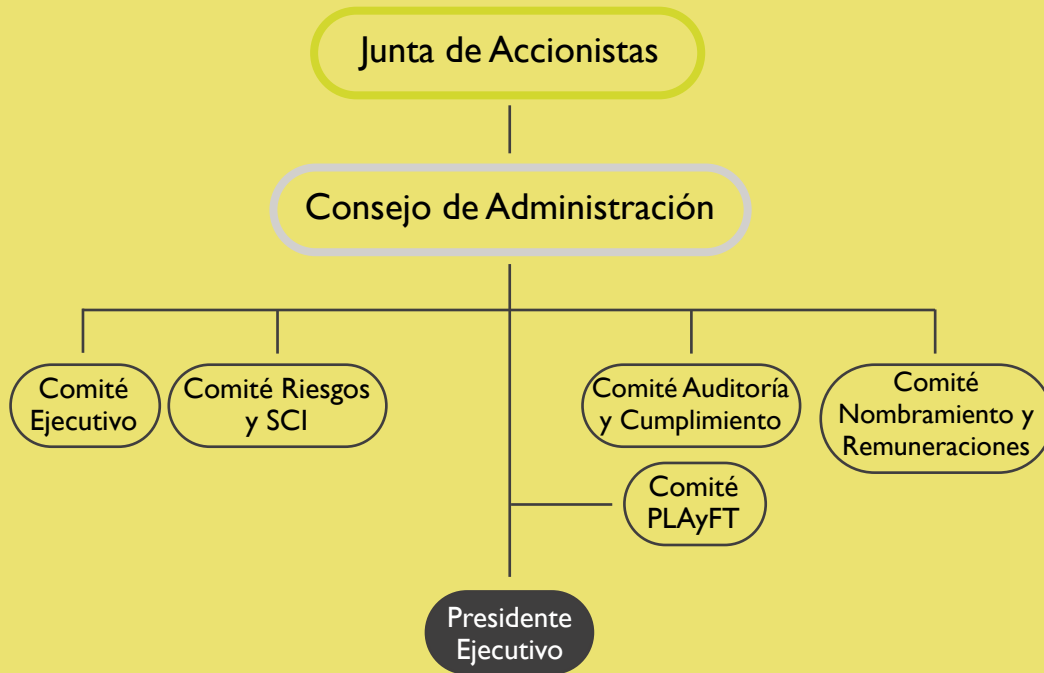 Junta de Accionistas
Consejo de Administración
Comité
Ejecutivo
Comité Riesgos
y SCI
Comité Auditoría
y Cumplimiento
Comité
Nombramiento y
Remuneraciones
Comité
PLAyFT
Presidente
Ejecutivo